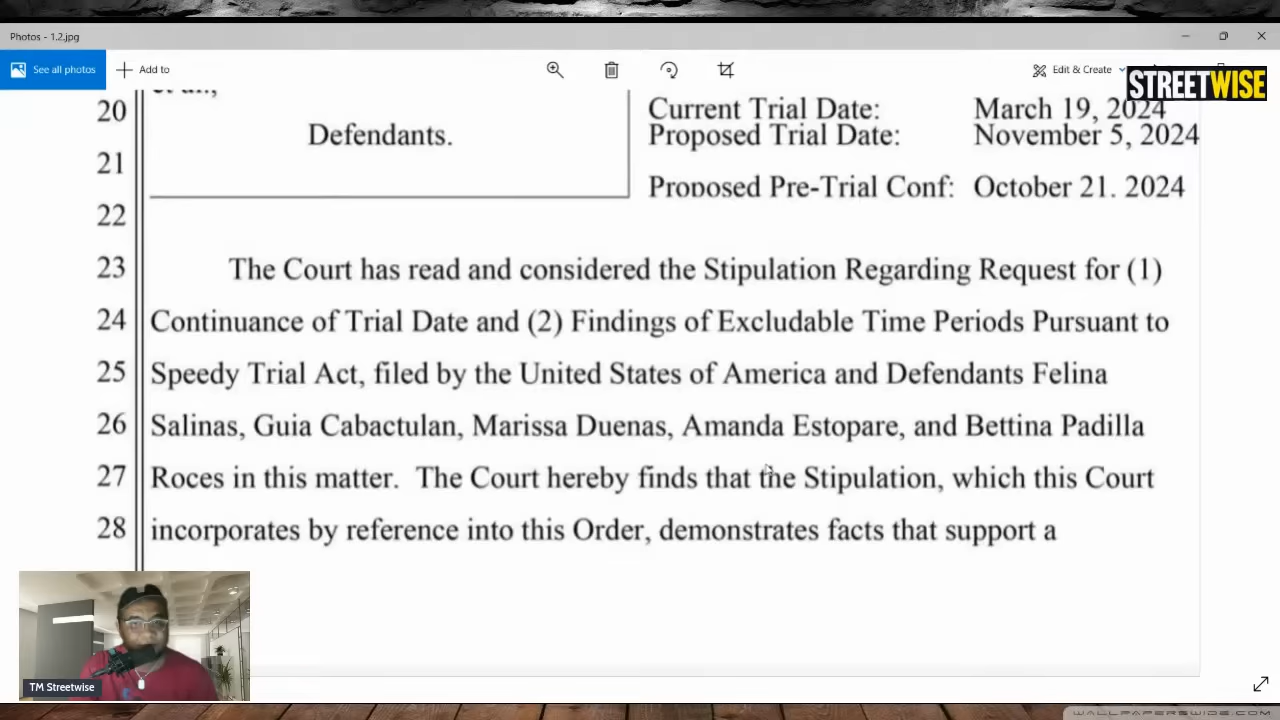 Photos - 1.2.jpg
See all photos
Add to
Edit & Create
STREETWISE
et al.,
20
Current Trial Date: March 19, 2024
Defendants.
Proposed Trial Date: November 5, 2024
21
Proposed Pre-Trial Conf: October 21, 2024
22
23 The Court has read and considered the Stipulation Regarding Request for (1)
24 Continuance of Trial Date and (2) Findings of Excludable Time Periods Pursuant to
25 Speedy Trial Act, filed by the United States of America and Defendants Felina
26 Salinas, Guia Cabactulan, Marissa Duenas, Amanda Estopare, and Bettina Padilla
27 Roces in this matter. The Court hereby finds that the Stipulation, which this Court
28 incorporates by reference into this Order, demonstrates facts that support a
TM Streetwise
WALLPAPERSWIDE.COM